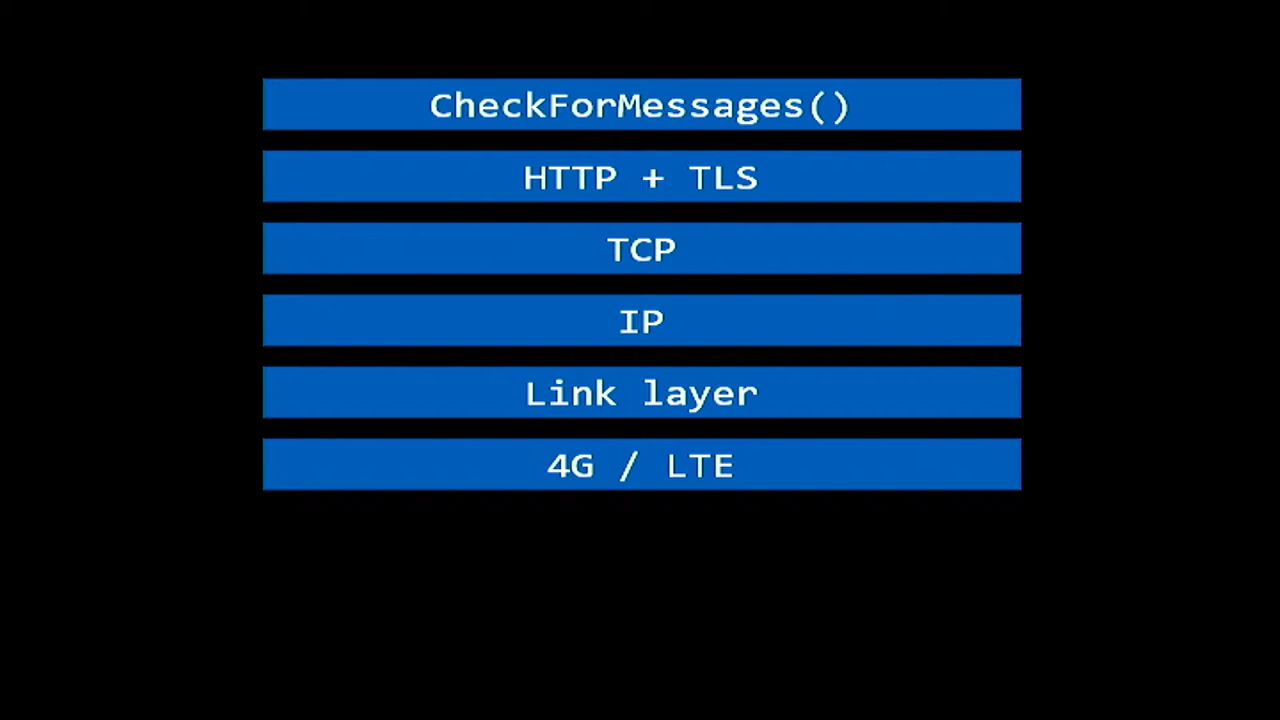 CheckForMessages()
HTTP + TLS
TCP
IP
Link layer
4G / LTE